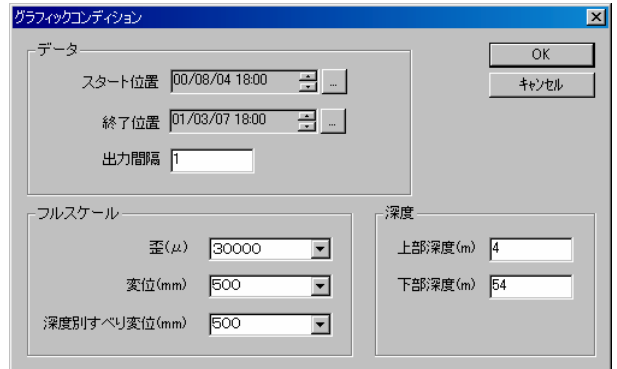 グラフィックコンディション
データ
スタート位置 00/08/04 18:00 ...
終了位置 01/03/07 18:00 ...
出力間隔 1
OK
キャンセル
フルスケール
歪(μ) 30000
変位(mm) 500
深度別すべり変位(mm) 500
深度
上部深度(m) 4
下部深度(m) 54